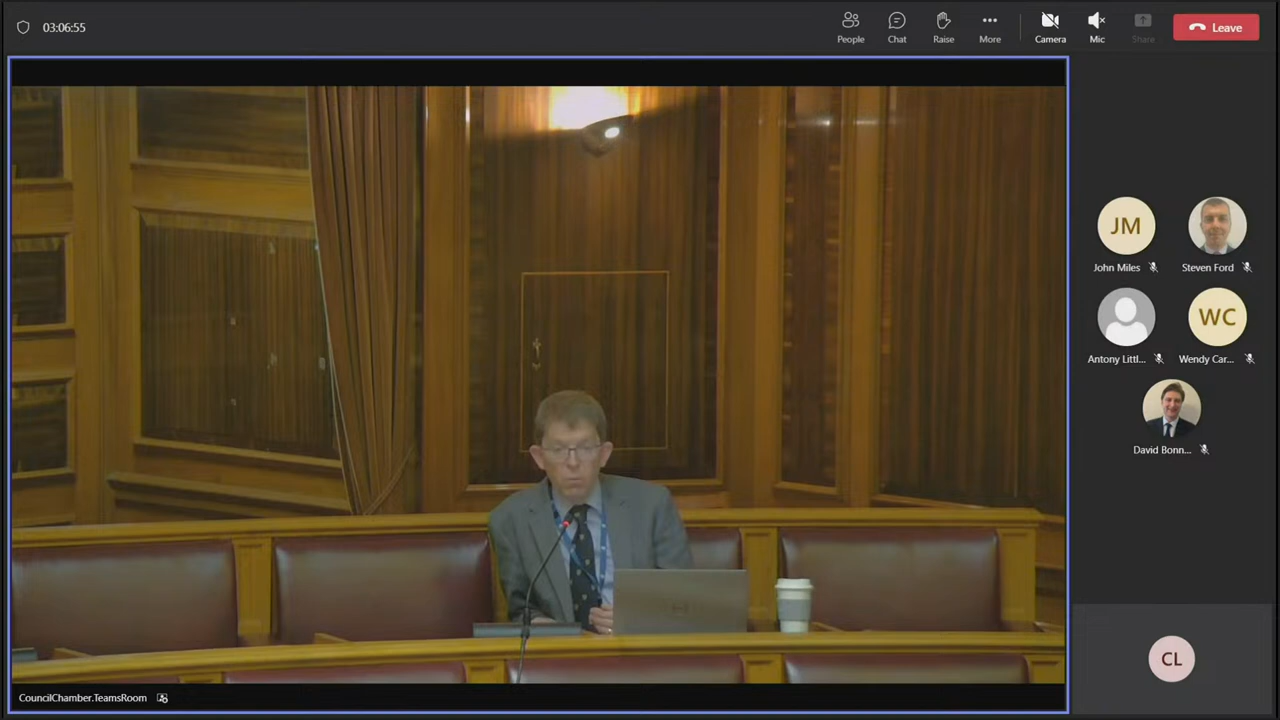 03:06:55
People
Chat
Raise
More
Camera
Mic
Share
Leave
JM
John Miles
Steven Ford
Antony Littl...
WC
Wendy Car...
David Bonn...
CL
CouncilChamber.TeamsRoom